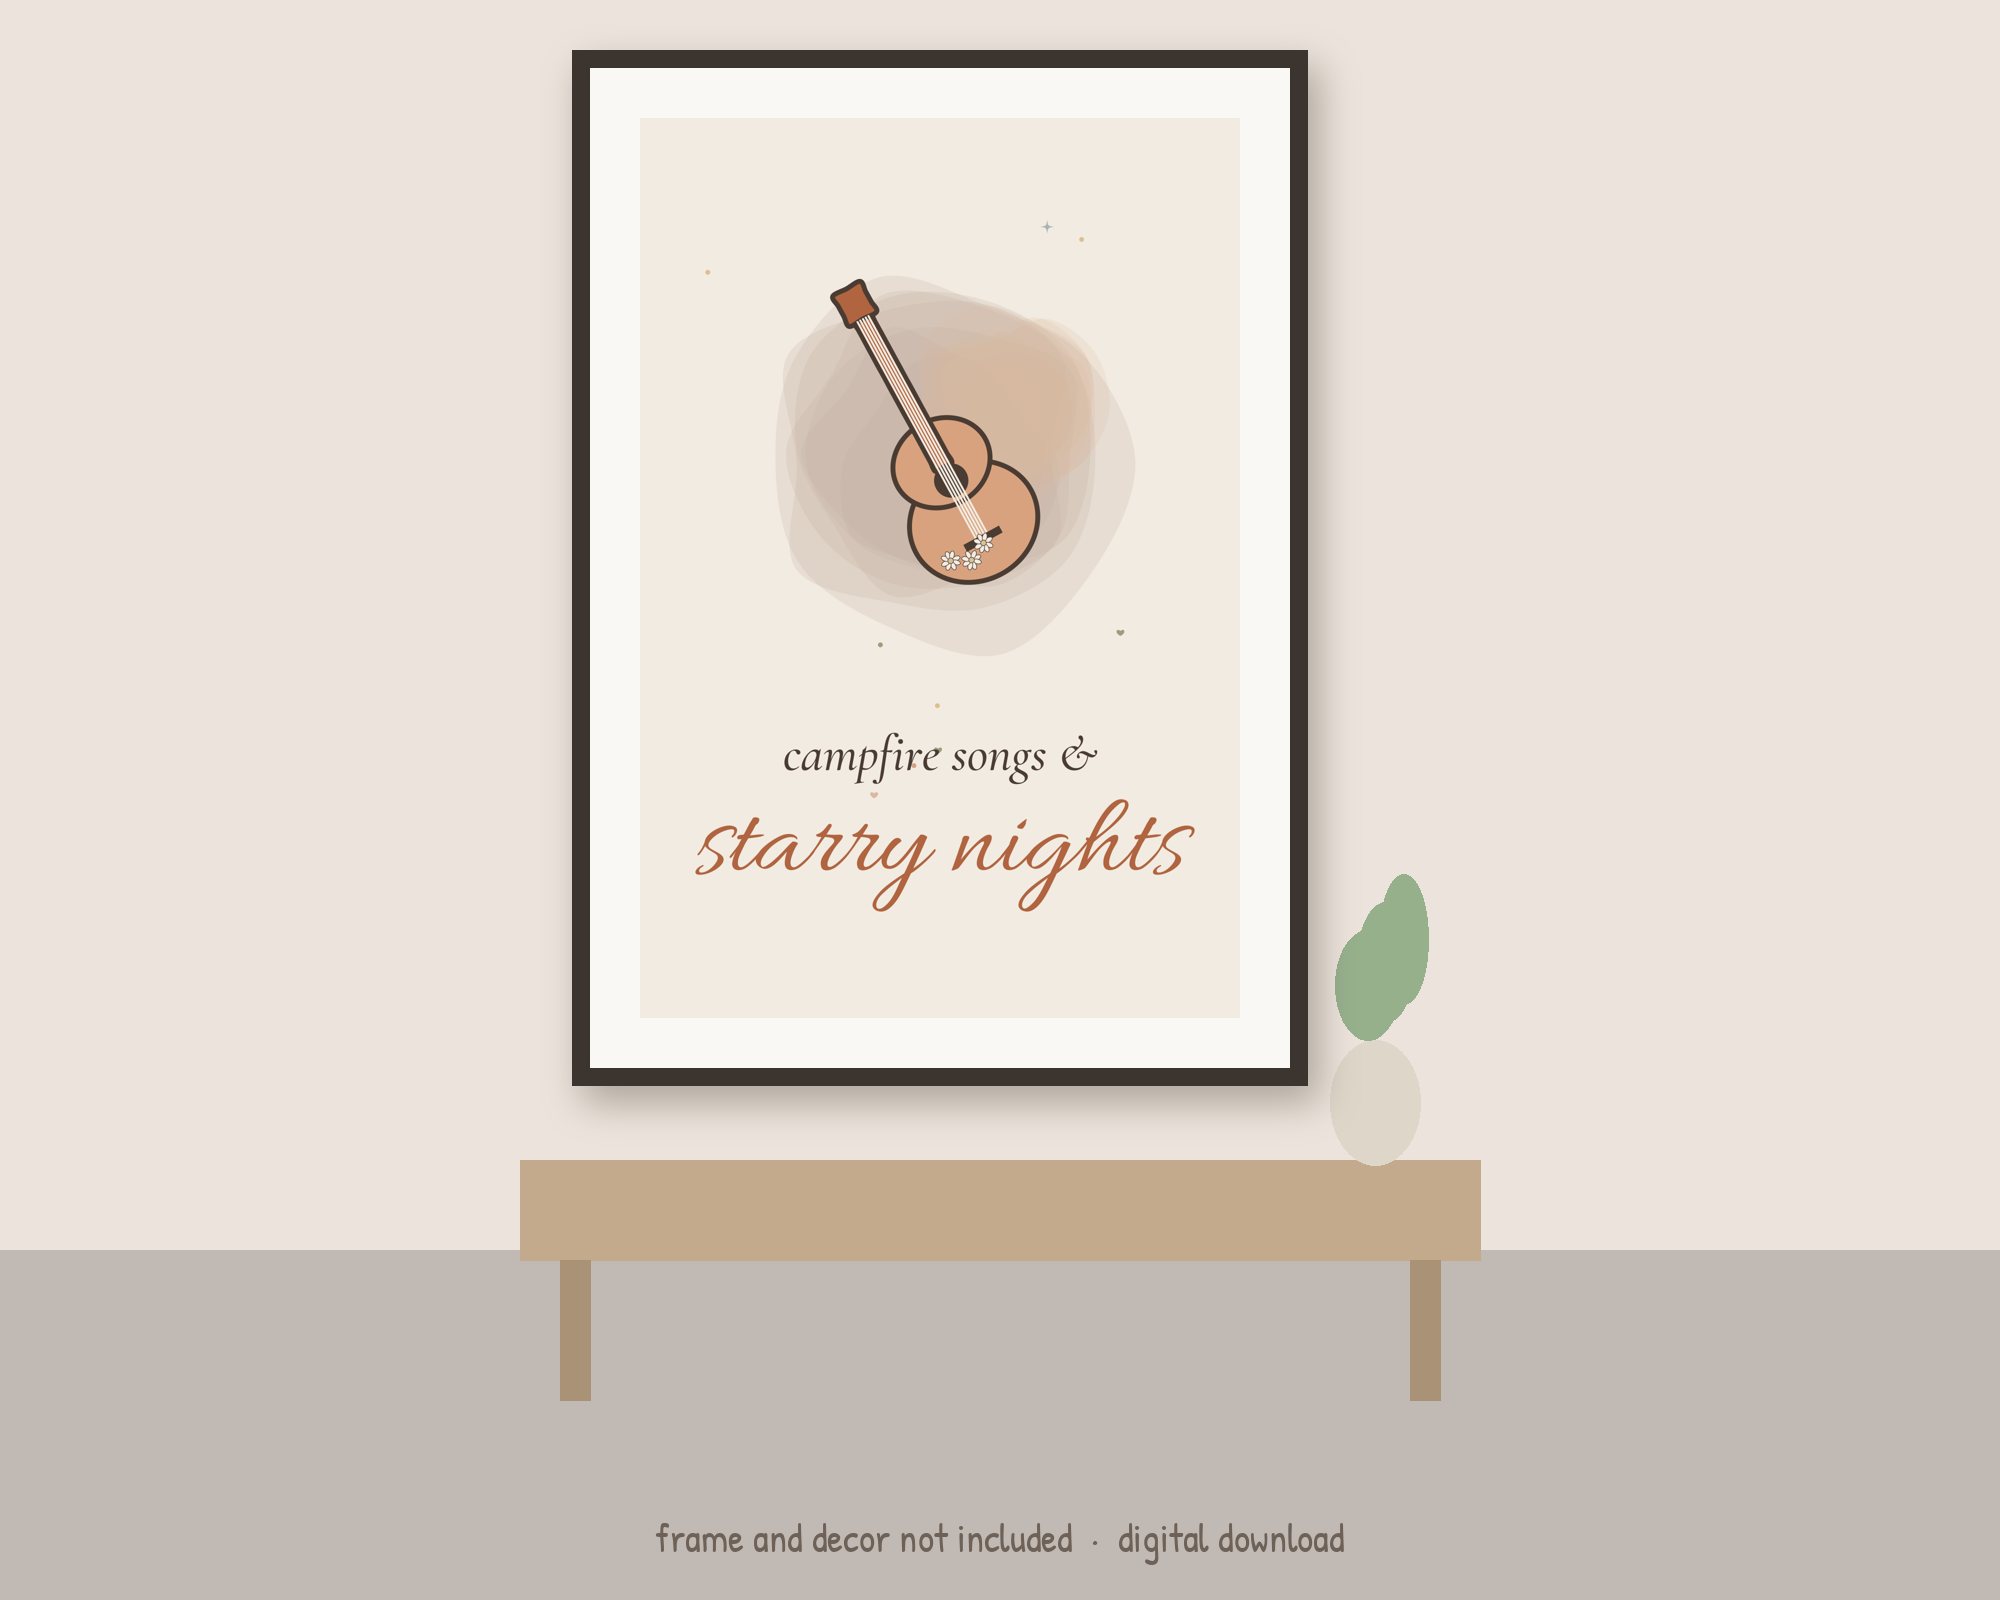 campfire songs &
starry nights
frame and decor not included · digital download